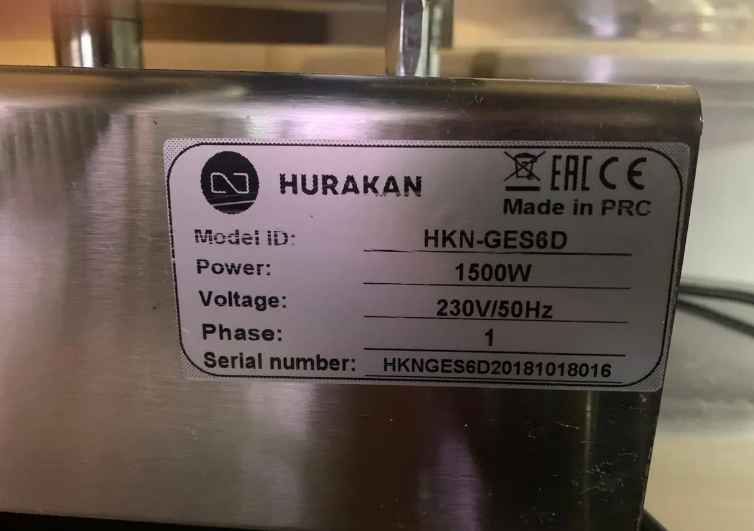 HURAKAN
EAC CE
Made in PRC
Model ID: HKN-GES6D
Power: 1500W
Voltage: 230V/50Hz
Phase: 1
Serial number: HKNGES6D20181018016